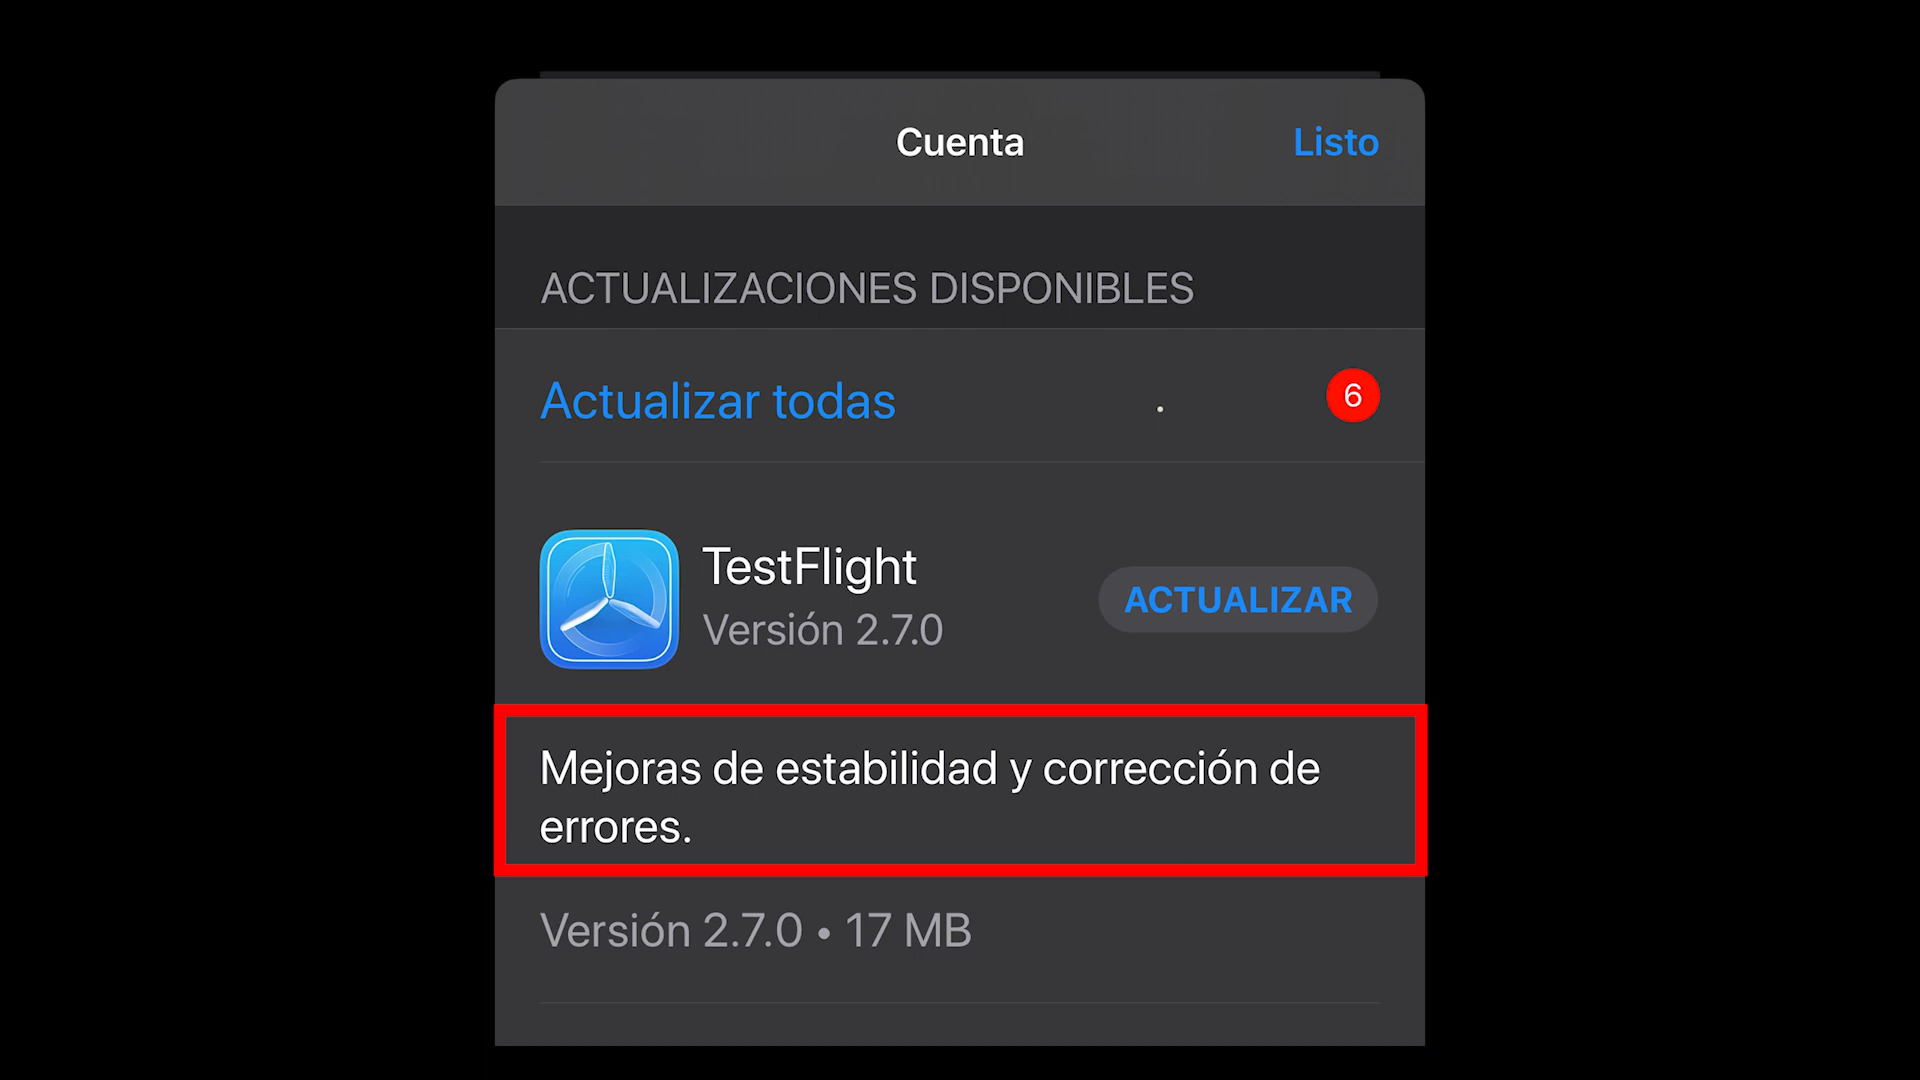 Cuenta
Listo
ACTUALIZACIONES DISPONIBLES
Actualizar todas
6
TestFlight
Versión 2.7.0
ACTUALIZAR
Mejoras de estabilidad y corrección de
errores.
Versión 2.7.0 • 17 MB